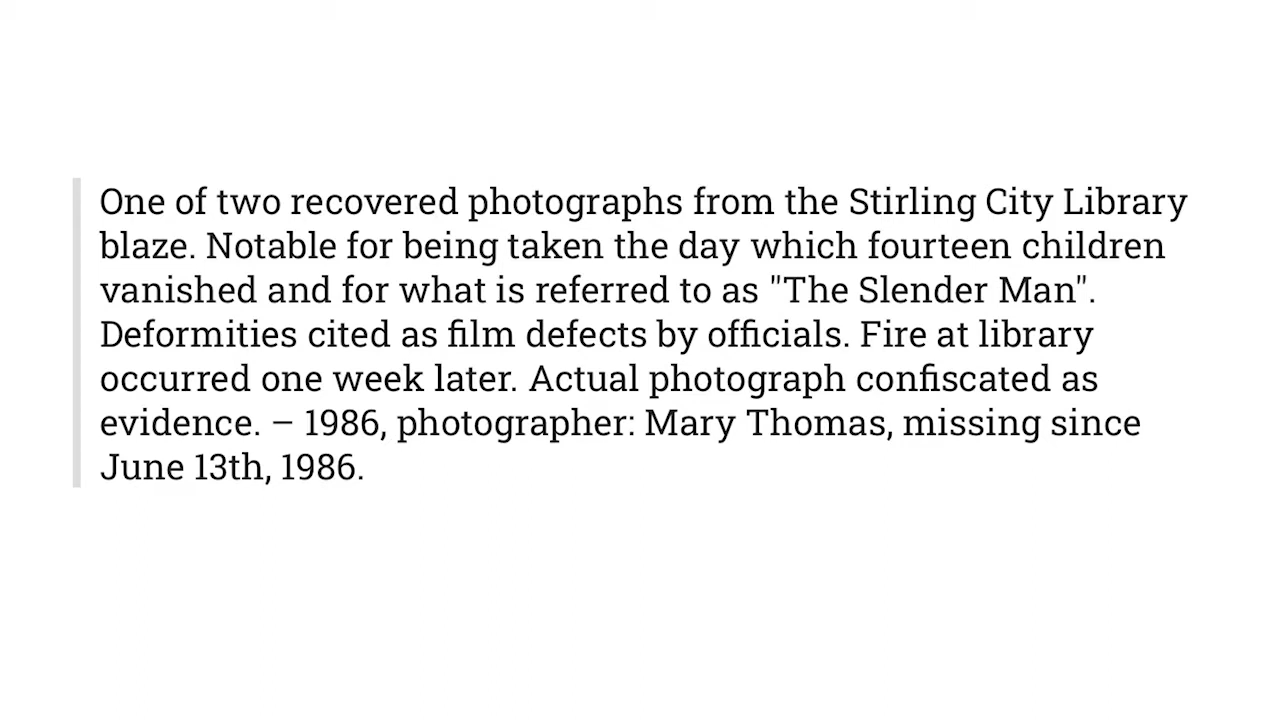 One of two recovered photographs from the Stirling City Library
blaze. Notable for being taken the day which fourteen children
vanished and for what is referred to as "The Slender Man".
Deformities cited as film defects by officials. Fire at library
occurred one week later. Actual photograph confiscated as
evidence. – 1986, photographer: Mary Thomas, missing since
June 13th, 1986.